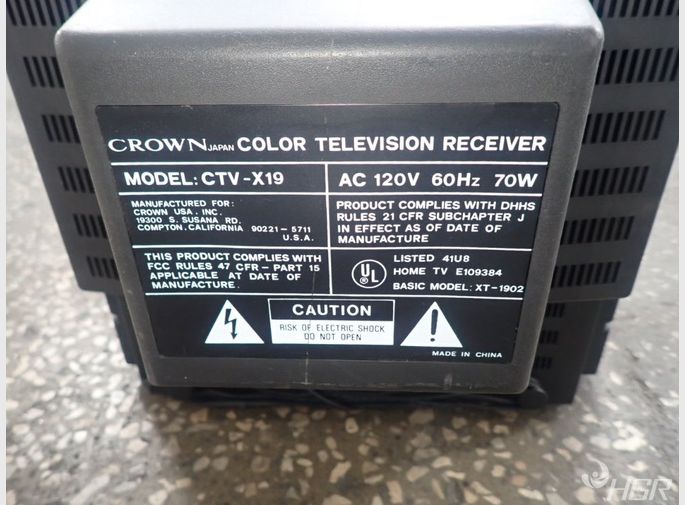 CROWN JAPAN COLOR TELEVISION RECEIVER
MODEL: CTV-X19
AC 120V 60Hz 70W
MANUFACTURED FOR:
CROWN USA. INC.
19300 S. SUSANA RD.
COMPTON. CALIFORNIA 90221-5711
U.S.A.
PRODUCT COMPLIES WITH DHHS
RULES 21 CFR SUBCHAPTER J
IN EFFECT AS OF DATE OF
MANUFACTURE
THIS PRODUCT COMPLIES WITH
FCC RULES 47 CFR-PART 15
APPLICABLE AT DATE OF
MANUFACTURE.
UL
LISTED 41U8
HOME TV E109384
BASIC MODEL: XT-1902
CAUTION
RISK OF ELECTRIC SHOCK
DO NOT OPEN
MADE IN CHINA
HGR